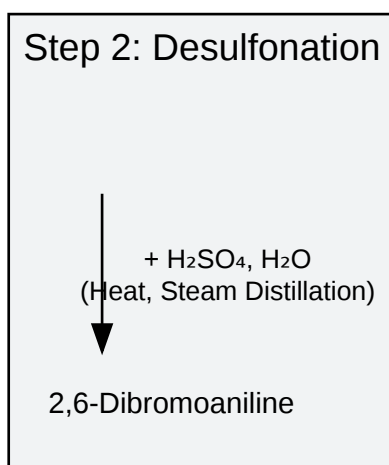 Step 2: Desulfonation
+ H₂SO₄, H₂O
(Heat, Steam Distillation)
2,6-Dibromoaniline